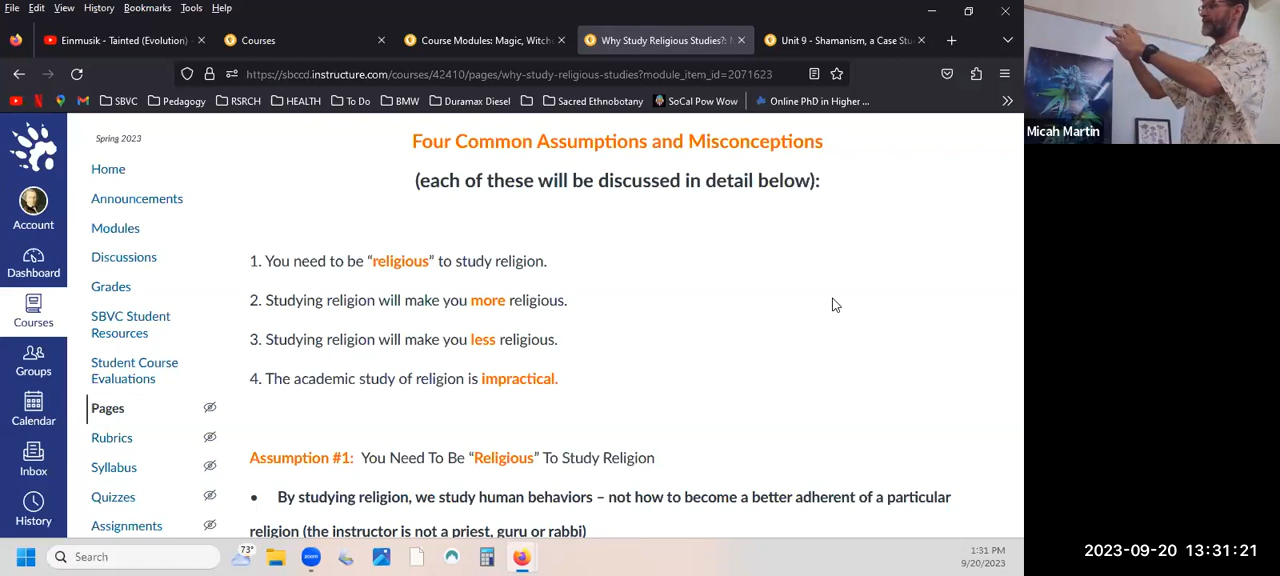 File Edit View History Bookmarks Tools Help
Einmusik - Tainted (Evolution)
Courses
Course Modules: Magic, Witch
Why Study Religious Studies?:
Unit 9 - Shamanism, a Case Stu
https://sbccd.instructure.com/courses/42410/pages/why-study-religious-studies?module_item_id=2071623
SBVC Pedagogy RSRCH HEALTH To Do BMW Duramax Diesel Sacred Ethnobotany SoCal Pow Wow Online PhD in Higher ...
Micah Martin
Spring 2023
Home
Announcements
Modules
Discussions
Grades
SBVC Student
Resources
Student Course
Evaluations
Pages
Rubrics
Syllabus
Quizzes
Assignments
Account
Dashboard
Courses
Groups
Calendar
Inbox
History
Four Common Assumptions and Misconceptions
(each of these will be discussed in detail below):
1. You need to be “religious” to study religion.
2. Studying religion will make you more religious.
3. Studying religion will make you less religious.
4. The academic study of religion is impractical.
Assumption #1: You Need To Be “Religious” To Study Religion
• By studying religion, we study human behaviors – not how to become a better adherent of a particular
religion (the instructor is not a priest, guru or rabbi)
Search
73°
zoom
1:31 PM
9/20/2023
2023-09-20 13:31:21